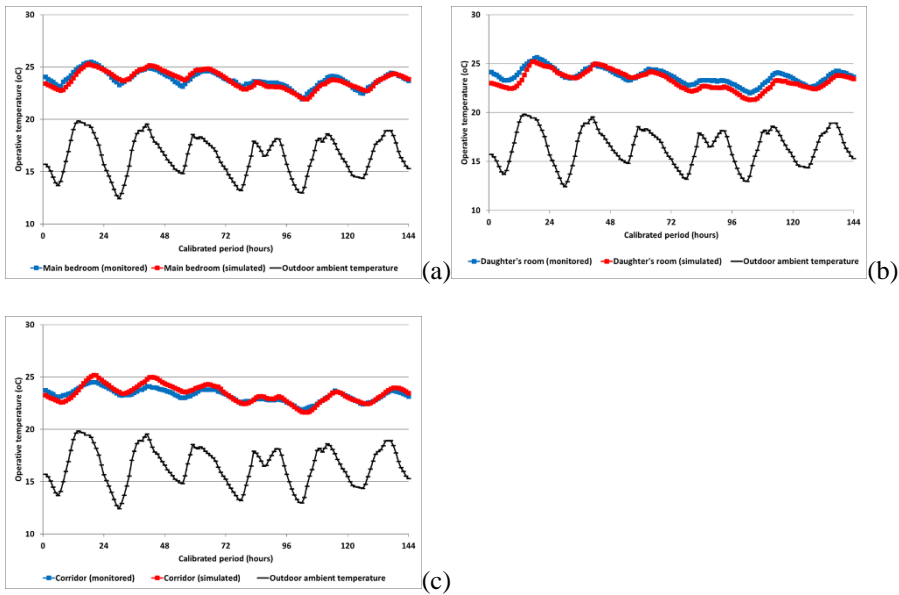 30
25
20
15
10
Operative temperature (oC)
0 24 48 72 96 120 144
Calibrated period (hours)
Main bedroom (monitored) Main bedroom (simulated) Outdoor ambient temperature
(a)
30
25
20
15
10
Operative temperature (oC)
0 24 48 72 96 120 144
Calibrated period (hours)
Daughter's room (monitored) Daughter's room (simulated) Outdoor ambient temperature
(b)
30
25
20
15
10
Operative temperature (oC)
0 24 48 72 96 120 144
Calibrated period (hours)
Corridor (monitored) Corridor (simulated) Outdoor ambient temperature
(c)